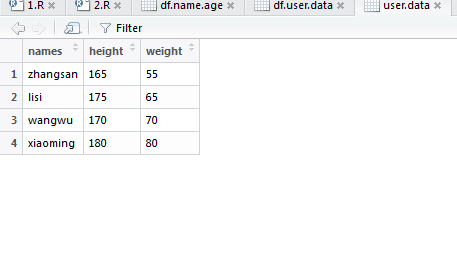 1.R 2.R df.name.age df.user.data user.data
Filter
names height weight
1 zhangsan 165 55
2 lisi 175 65
3 wangwu 170 70
4 xiaoming 180 80